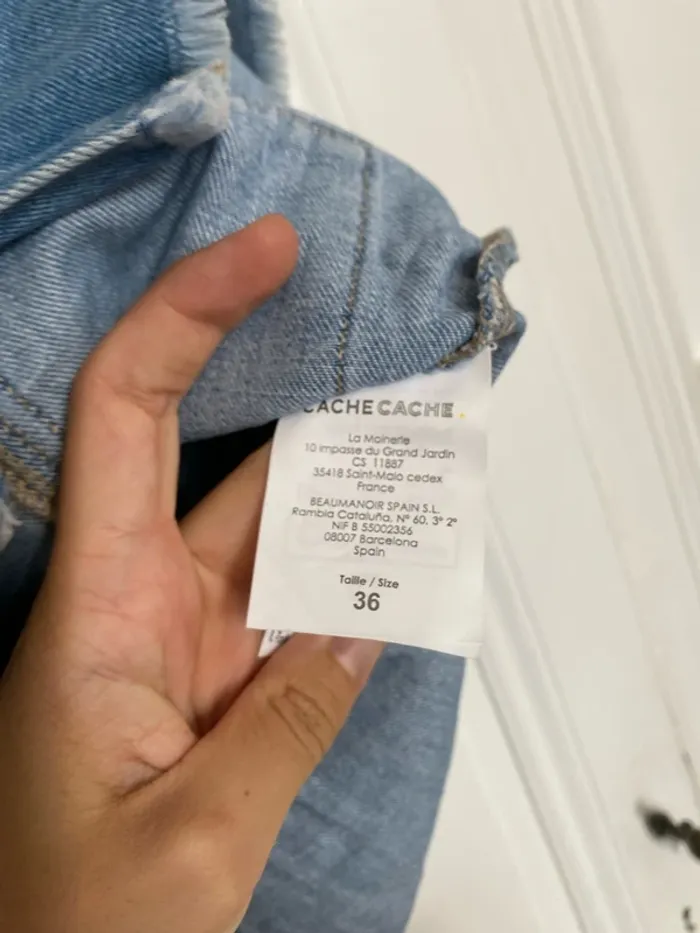 CACHE CACHE.
La Moinerie
10 impasse du Grand Jardin
CS 11887
35418 Saint-Malo cedex
France
BEAUMANOIR SPAIN S.L.
Rambla Cataluña, Nº 60, 3º 2º
NIF B 55002356
08007 Barcelona
Spain
Taille / Size
36